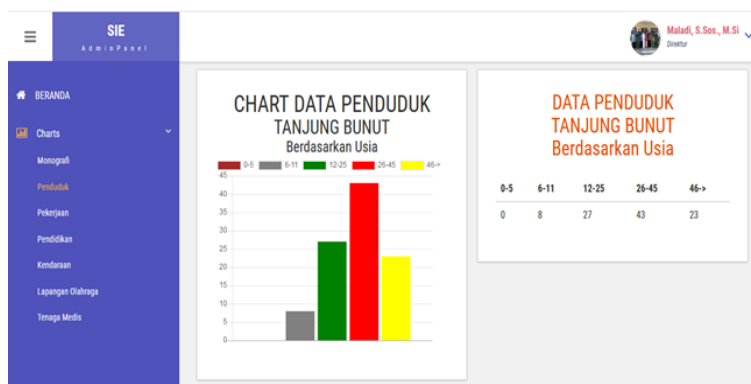 SIE
AdminPanel
Maladi, S.Sos., M.Si
Direktur
BERANDA
Charts
Monografi
Penduduk
Pekerjaan
Pendidikan
Kendaraan
Lapangan Olahraga
Tenaga Medis
CHART DATA PENDUDUK
TANJUNG BUNUT
Berdasarkan Usia
0-5 6-11 12-25 26-45 46->
45
40
35
30
25
20
15
10
5
0
DATA PENDUDUK
TANJUNG BUNUT
Berdasarkan Usia
0-5 6-11 12-25 26-45 46->
0 8 27 43 23